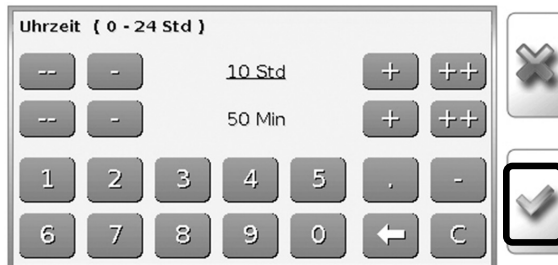 Uhrzeit ( 0 - 24 Std )
-- - 10 Std + ++
-- - 50 Min + ++
1 2 3 4 5 . -
6 7 8 9 0 C